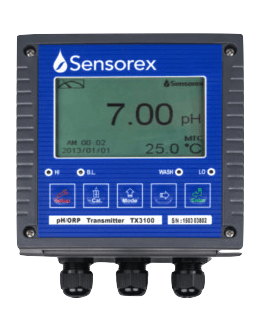 Sensorex
Sensorex
7.00 pH
MTC
AM 00:02
2013/01/01
25.0 °C
HI
B.L.
WASH
LO
Cal.
Mode
Enter
pH/ORP Transmitter TX3100
S/N : 1503 03802